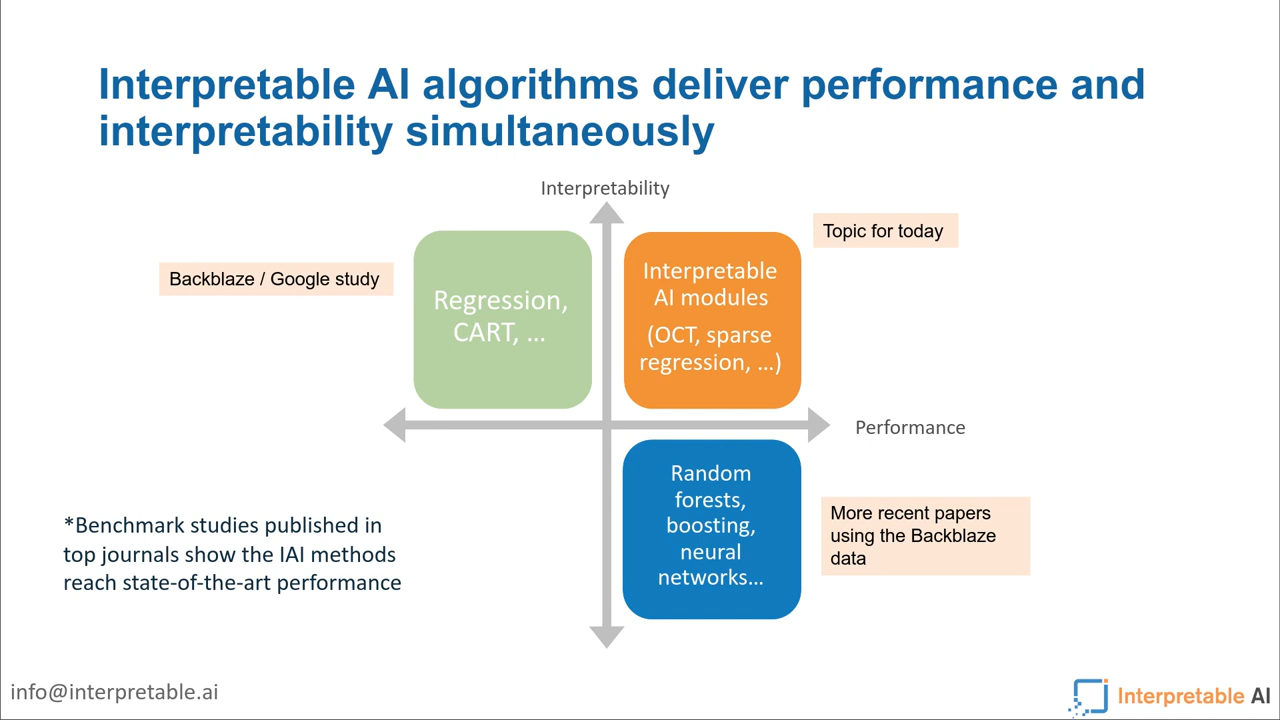 Interpretable AI algorithms deliver performance and
interpretability simultaneously
Interpretability
Topic for today
Backblaze / Google study
Regression,
CART, ...
Interpretable
AI modules
(OCT, sparse
regression, ...)
Performance
Random
forests,
boosting,
neural
networks...
More recent papers
using the Backblaze
data
*Benchmark studies published in
top journals show the IAI methods
reach state-of-the-art performance
info@interpretable.ai
Interpretable AI